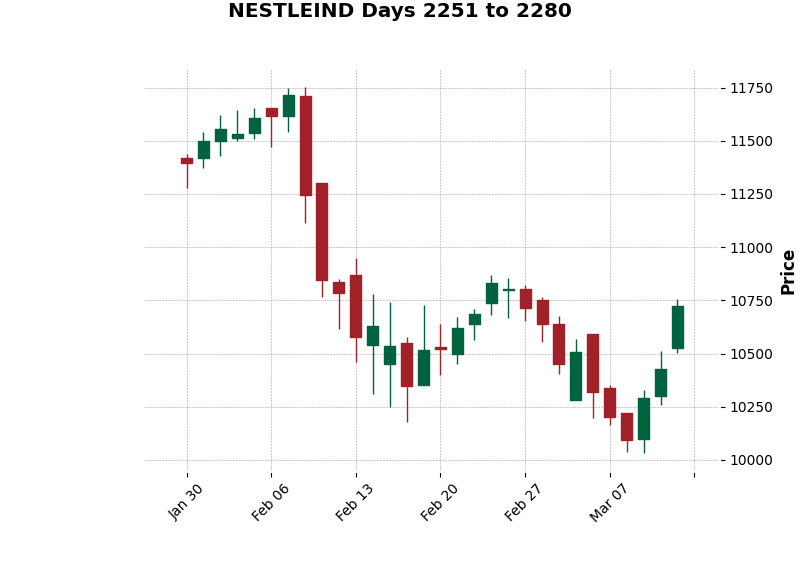 NESTLEIND Days 2251 to 2280
11750
11500
11250
11000
10750
10500
10250
10000
Price
Jan 30
Feb 06
Feb 13
Feb 20
Feb 27
Mar 07